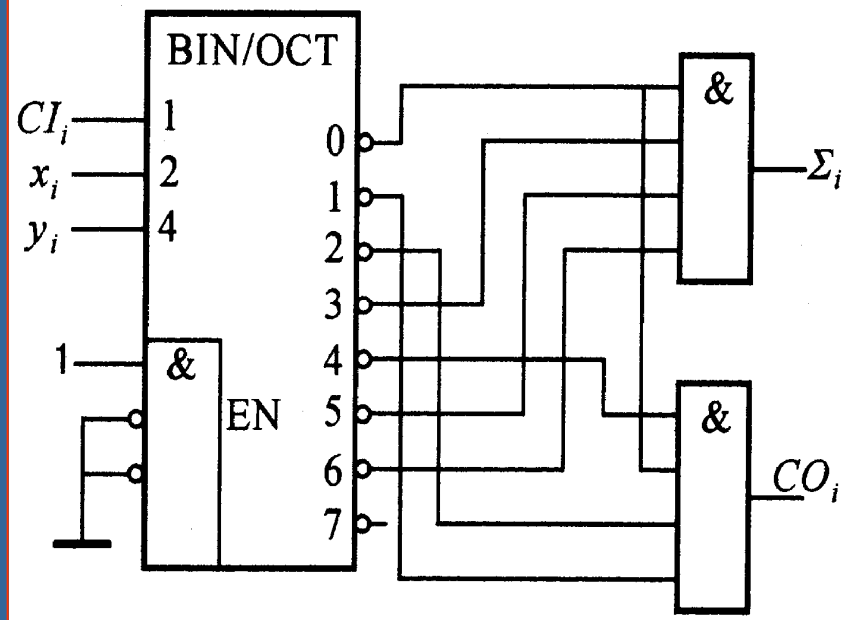 BIN/OCT
CI_i 1
x_i 2
y_i 4
1 &
EN
0
1
2
3
4
5
6
7
& Σ_i
& CO_i